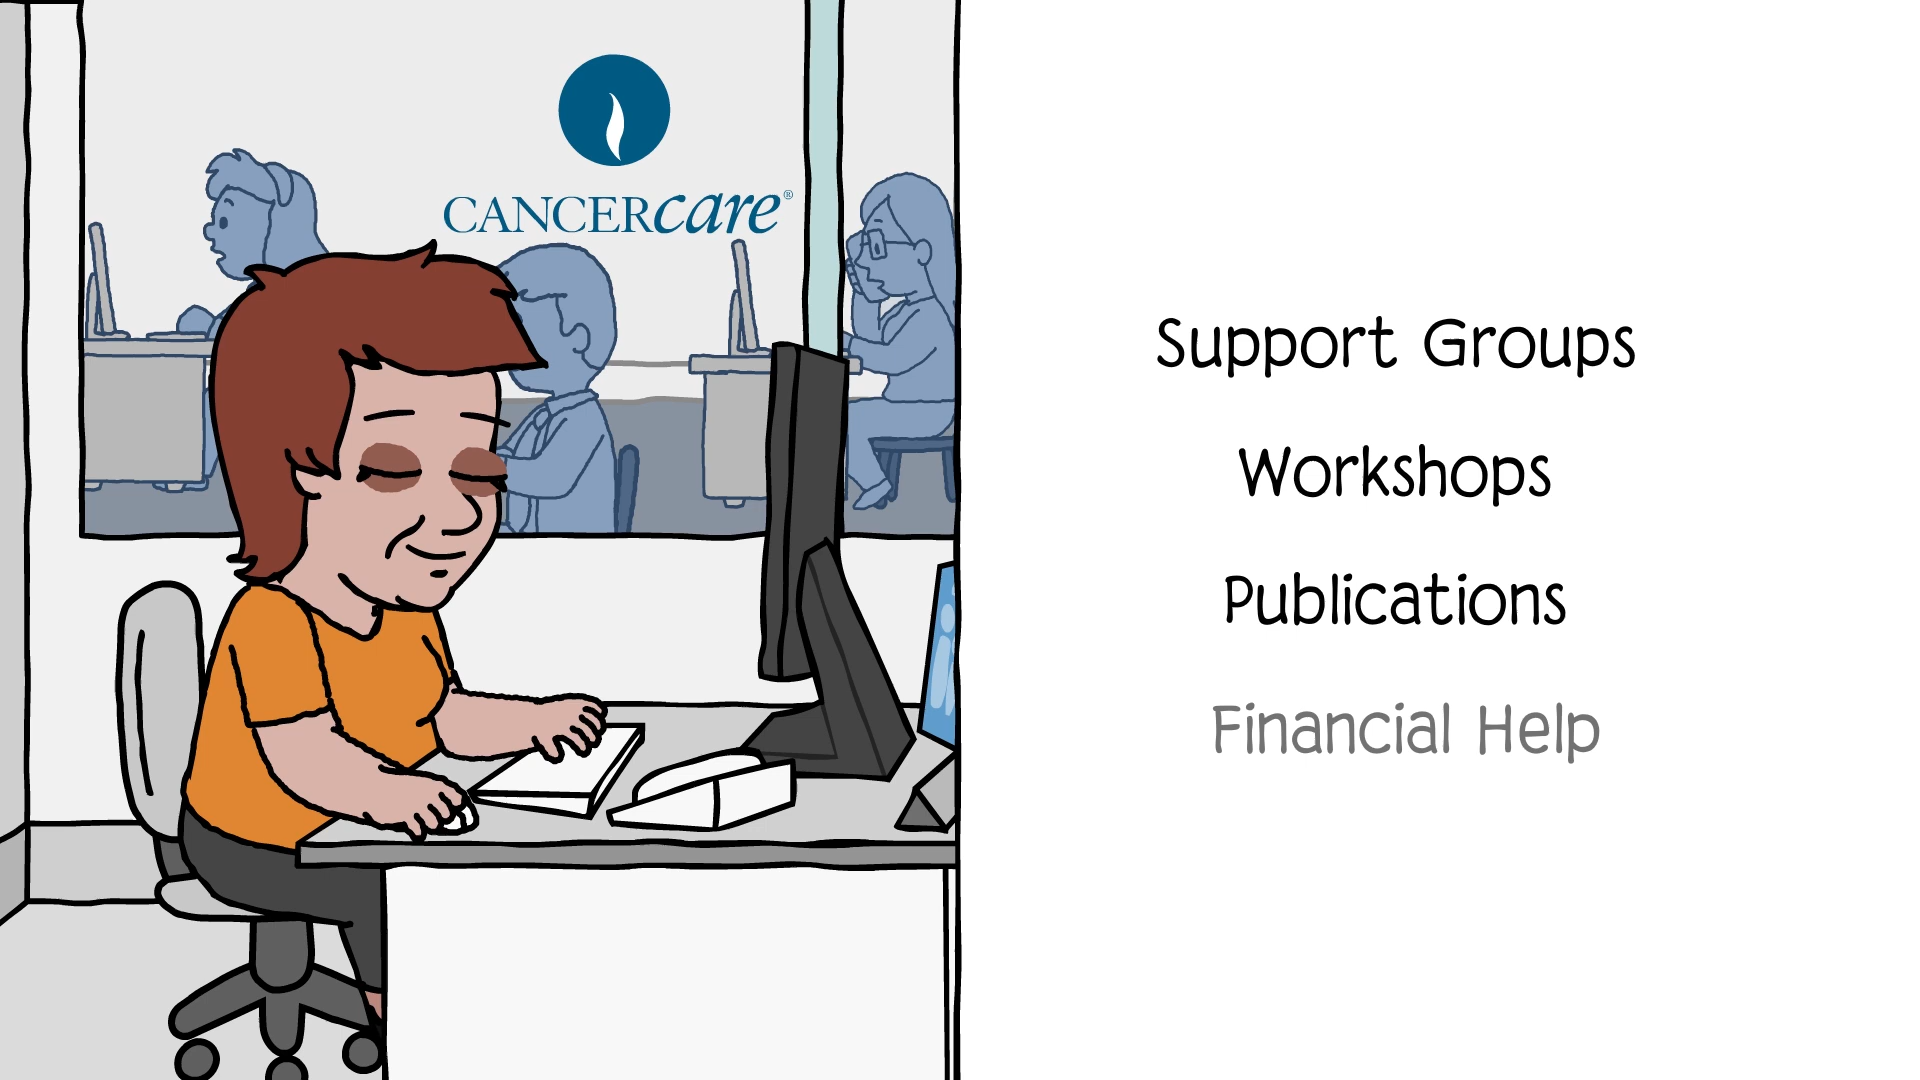 CANCERcare®
Support Groups
Workshops
Publications
Financial Help